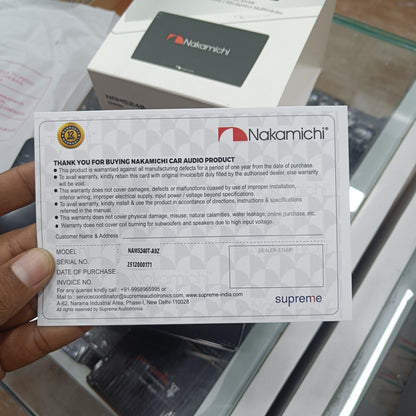 Nakamichi
Nakamichi
THANK YOU FOR BUYING NAKAMICHI CAR AUDIO PRODUCT
● This product is warranted against all manufacturing defects for a period of one year from the date of purchase.
● To avail warranty, kindly retain this card with original invoice/bill duly filled by the authorised dealer, else warranty
will be void.
● This warranty does not cover damages, defects or malfunctions coused by use of improper installation,
inferior wiring, improper electrical supply, input power / voltage beyond specification.
● To avail warranty, kindly install & use the product in accordance of directions, instructions & specifications
referred in the manual.
● This warranty does not cover physical damage, misuse, natural calamities, water leakage, online purchase, etc.
● Warranty does not cover coil burning for subwoofers and speakers due to high input voltage.
Customer Name & Address
MODEL NAM5240T-A9Z
SERIAL NO. 2512000171
DATE OF PURCHASE
INVOICE NO.
DEALER STAMP
For any queries kindly call : +91-9958965995 or
Mail to : servicecoordinator@supremeaudiotronics.com, www.supreme-india.com
A-62, Naraina Industrial Area, Phase-I, New Delhi-110028
All rights reserved by Supreme Audiotronics
supreme